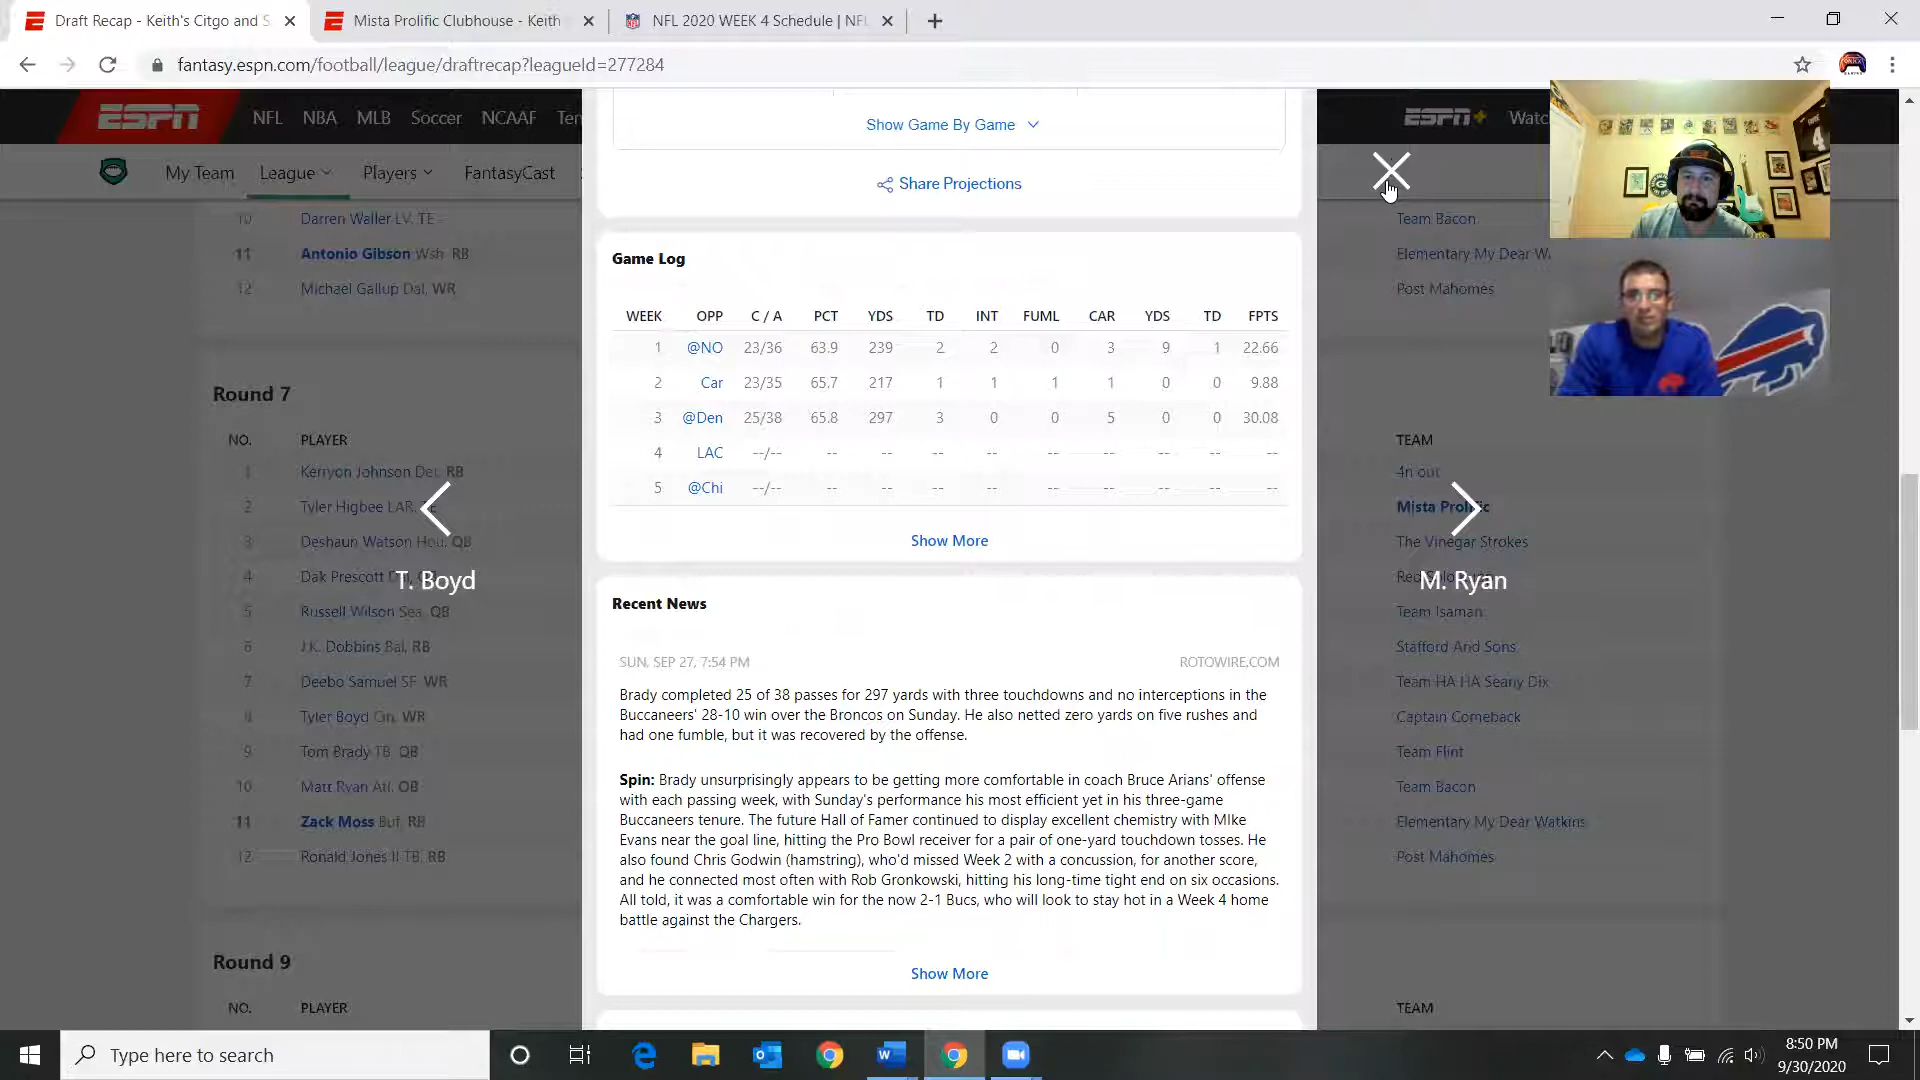 Draft Recap - Keith's Citgo and S
Mista Prolific Clubhouse - Keith
NFL 2020 WEEK 4 Schedule | NFL
fantasy.espn.com/football/league/draftrecap?leagueId=277284
ESPN NFL NBA MLB Soccer NCAAF Ten
ESPN+ Watc
My Team League Players FantasyCast
Show Game By Game
Share Projections
10 Darren Waller LV, TE Team Bacon
11 Antonio Gibson Wsh RB Elementary My Dear W
12 Michael Gallup Dal, WR Post Mahomes
Game Log
WEEK OPP C / A PCT YDS TD INT FUML CAR YDS TD FPTS
1 @NO 23/36 63.9 239 2 2 0 3 9 1 22.66
2 Car 23/35 65.7 217 1 1 1 1 0 0 9.88
3 @Den 25/38 65.8 297 3 0 0 5 0 0 30.08
4 LAC --/-- -- -- -- -- -- -- -- -- --
5 @Chi --/-- -- -- -- -- -- -- -- -- --
Show More
Round 7
NO. PLAYER TEAM
1 Kerryon Johnson Det, RB 4n out
2 Tyler Higbee LAR, Mista Prolific
3 Deshaun Watson Hou, QB The Vinegar Strokes
4 Dak Prescott
5 Russell Wilson Sea, QB Team Isaman
6 J.K. Dobbins Bal, RB Stafford And Sons
7 Deebo Samuel SF, WR Team HA HA Seany Dix
8 Tyler Boyd Cin, WR Captain Comeback
9 Tom Brady TB, QB Team Flint
10 Matt Ryan Atl, QB Team Bacon
11 Zack Moss Buf, RB Elementary My Dear Watkins
12 Ronald Jones II TB, RB Post Mahomes
T. Boyd
M. Ryan
Recent News
SUN, SEP 27, 7:54 PM ROTOWIRE.COM
Brady completed 25 of 38 passes for 297 yards with three touchdowns and no interceptions in the
Buccaneers' 28-10 win over the Broncos on Sunday. He also netted zero yards on five rushes and
had one fumble, but it was recovered by the offense.
Spin: Brady unsurprisingly appears to be getting more comfortable in coach Bruce Arians' offense
with each passing week, with Sunday's performance his most efficient yet in his three-game
Buccaneers tenure. The future Hall of Famer continued to display excellent chemistry with MIke
Evans near the goal line, hitting the Pro Bowl receiver for a pair of one-yard touchdown tosses. He
also found Chris Godwin (hamstring), who'd missed Week 2 with a concussion, for another score,
and he connected most often with Rob Gronkowski, hitting his long-time tight end on six occasions.
All told, it was a comfortable win for the now 2-1 Bucs, who will look to stay hot in a Week 4 home
battle against the Chargers.
Show More
Round 9
NO. PLAYER TEAM
Type here to search
8:50 PM
9/30/2020